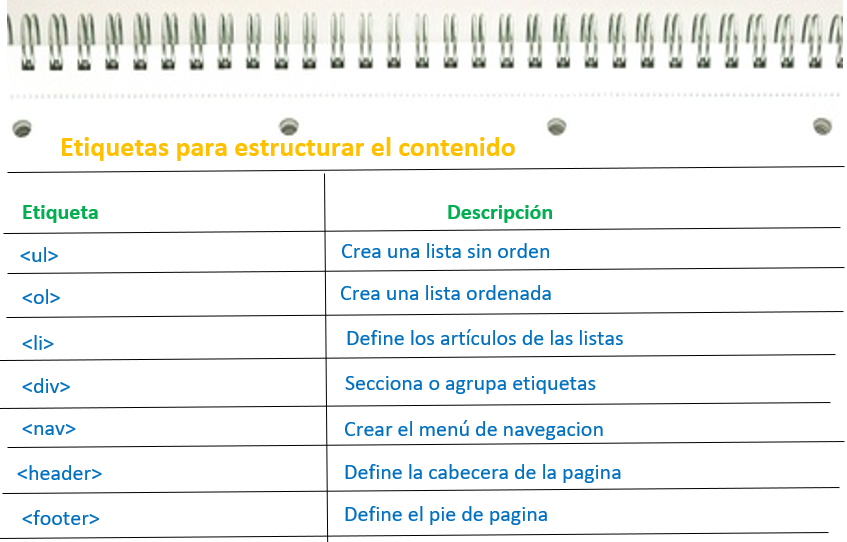 Etiquetas para estructurar el contenido
Etiqueta Descripción
<ul> Crea una lista sin orden
<ol> Crea una lista ordenada
<li> Define los artículos de las listas
<div> Secciona o agrupa etiquetas
<nav> Crear el menú de navegacion
<header> Define la cabecera de la pagina
<footer> Define el pie de pagina